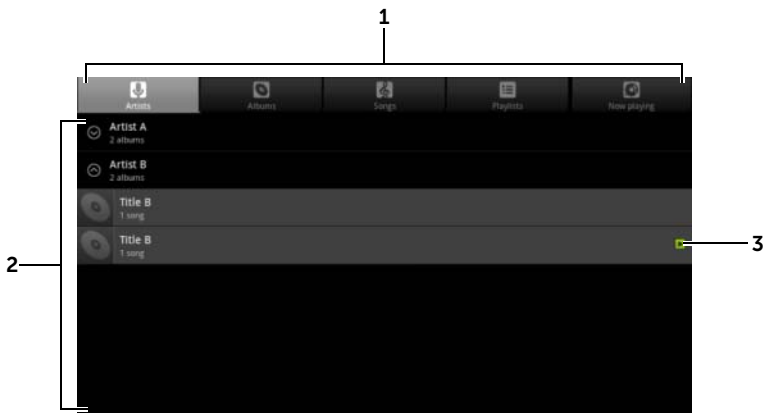 1
Artists Albums Songs Playlists Now playing
Artist A
2 albums
Artist B
2 albums
Title B
1 song
Title B
1 song
2
3